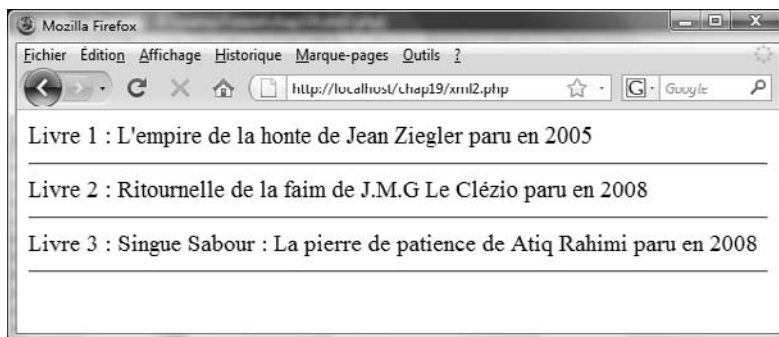 Mozilla Firefox
Fichier Édition Affichage Historique Marque-pages Outils ?
http://localhost/chap19/xml2.php G Google
Livre 1 : L'empire de la honte de Jean Ziegler paru en 2005
Livre 2 : Ritournelle de la faim de J.M.G Le Clézio paru en 2008
Livre 3 : Singue Sabour : La pierre de patience de Atiq Rahimi paru en 2008